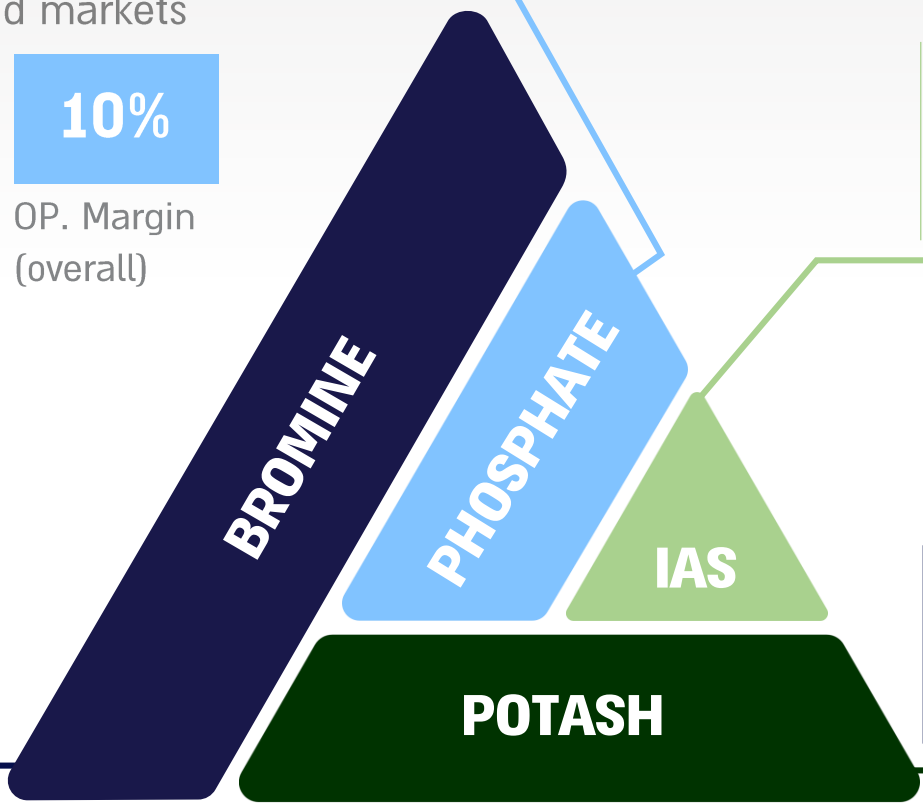 d markets
10%
OP. Margin
(overall)
BROMINE
PHOSPHATE
IAS
POTASH